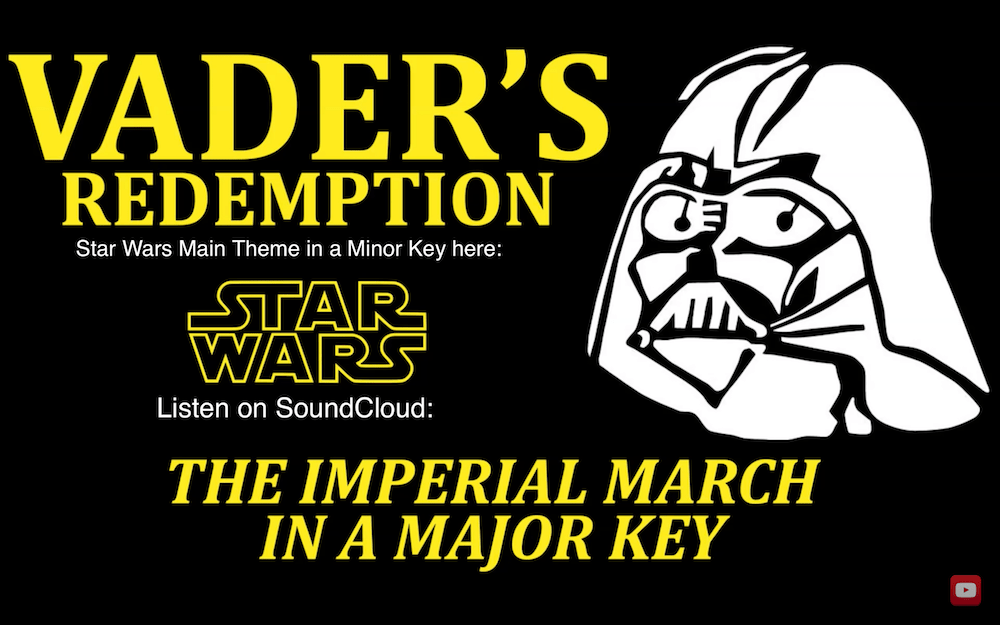 VADER'S
REDEMPTION
Star Wars Main Theme in a Minor Key here:
STAR
WARS
Listen on SoundCloud:
THE IMPERIAL MARCH
IN A MAJOR KEY